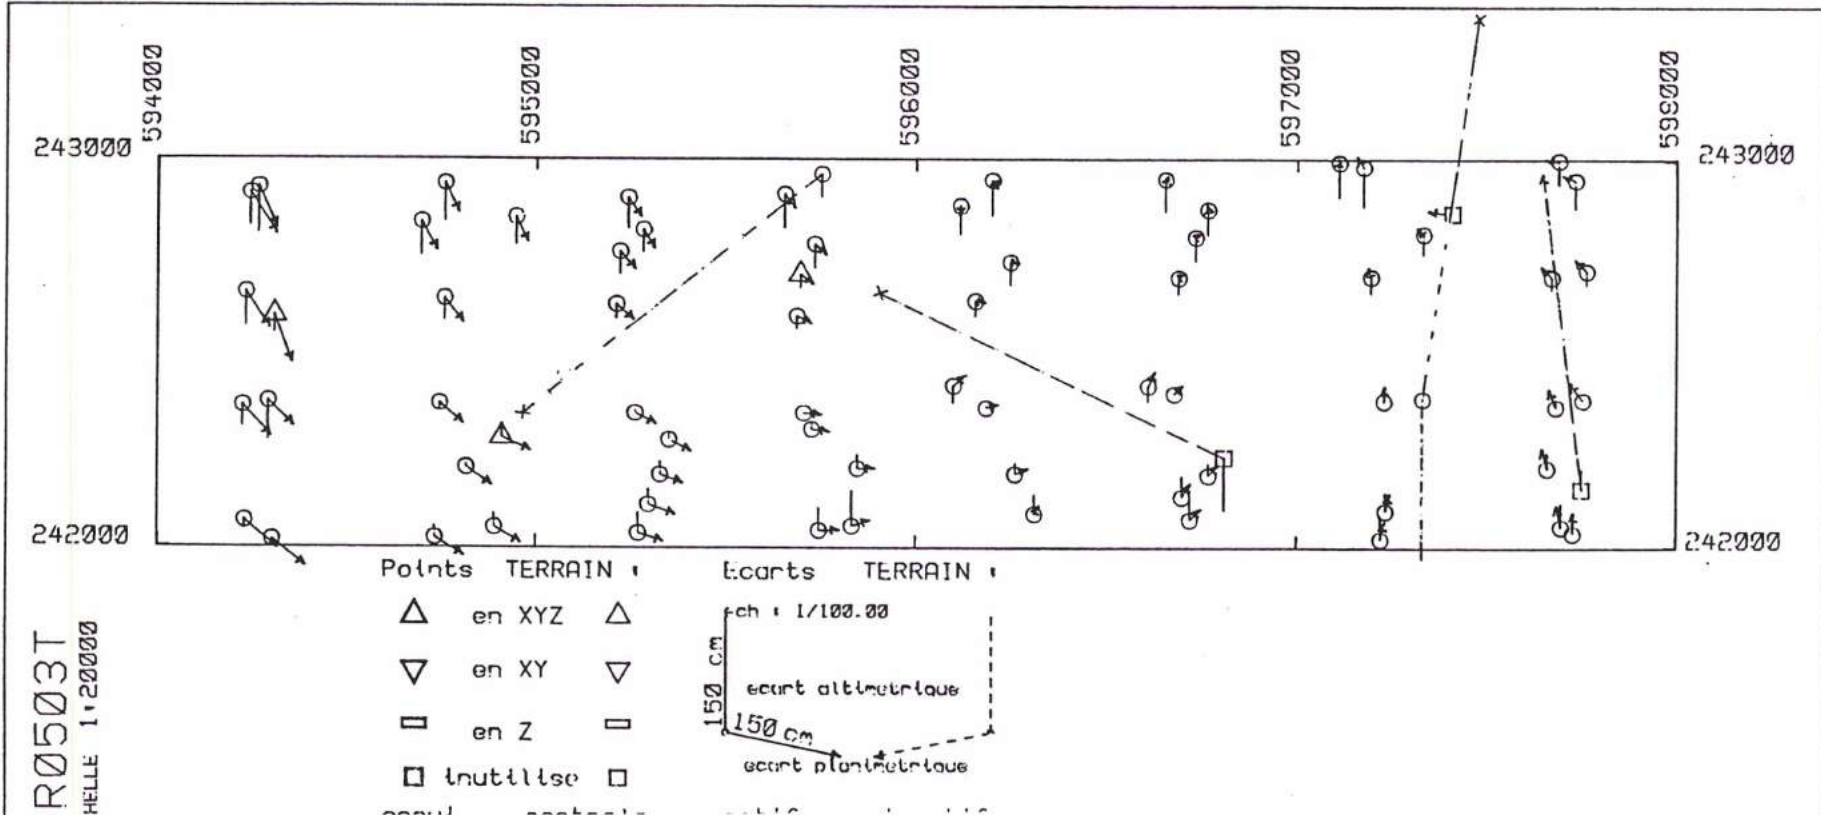 594000 595000 596000 597000 598000
243000 243000
242000 242000
Points TERRAIN : Ecarts TERRAIN :
en XYZ ech : 1/100.00
en XY
150 cm
ecart altimetrique
en Z
150 cm
inutilise
ecart planimetrique
R0503T
HELLE 1:20000